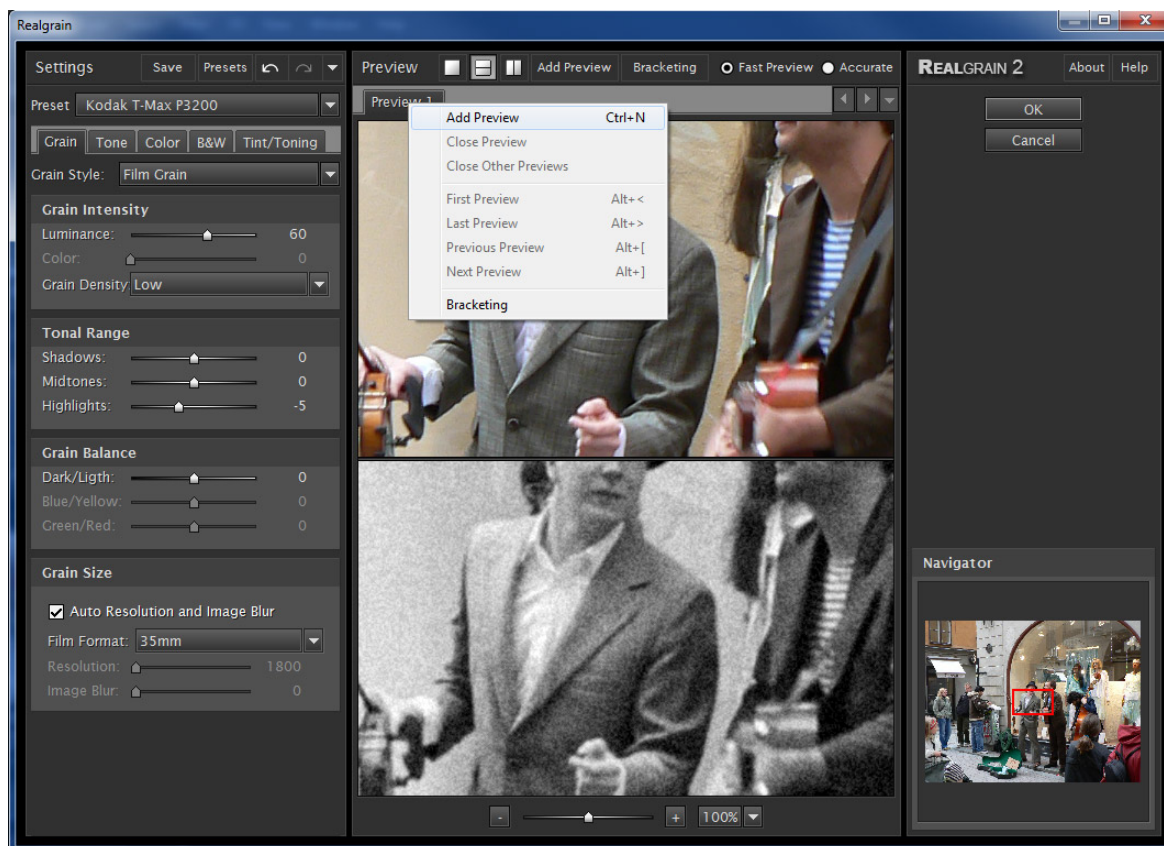 Realgrain
Settings Save Presets
Preset Kodak T-Max P3200
Grain Tone Color B&W Tint/Toning
Grain Style: Film Grain
Grain Intensity
Luminance: 60
Color: 0
Grain Density: Low
Tonal Range
Shadows: 0
Midtones: 0
Highlights: -5
Grain Balance
Dark/Ligth: 0
Blue/Yellow: 0
Green/Red: 0
Grain Size
Auto Resolution and Image Blur
Film Format: 35mm
Resolution: 1800
Image Blur: 0
Preview Add Preview Bracketing Fast Preview Accurate
Preview 1
Add Preview Ctrl+N
Close Preview
Close Other Previews
First Preview Alt+<
Last Preview Alt+>
Previous Preview Alt+[
Next Preview Alt+]
Bracketing
- + 100%
REALGRAIN 2 About Help
OK
Cancel
Navigator